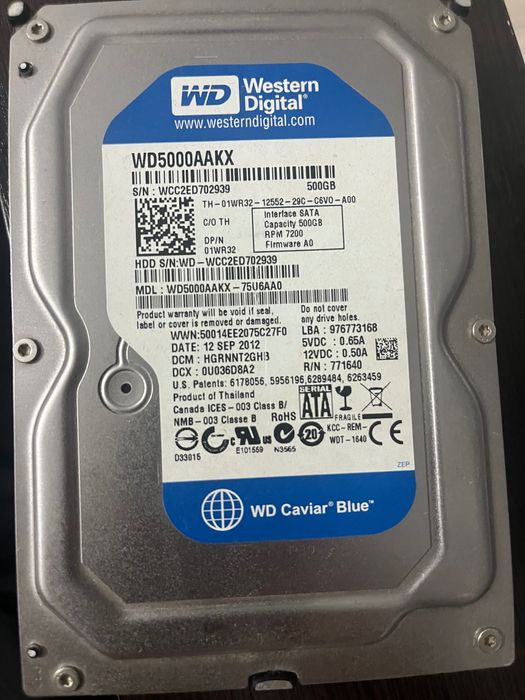 WD Western Digital®
www.westerndigital.com
WD5000AAKX
S/N : WCC2ED702939 500GB
TH-01WR32-12552-29C-C6V0-A00
C/O TH
DP/N
01WR32
Interface SATA
Capacity 500GB
RPM 7200
Firmware A0
HDD S/N:WD-WCC2ED702939
MDL: WD5000AAKX-75U6AA0
Product warranty will be void if seal,
label or cover is removed or damaged.
Do not cover
any drive holes.
WWN:50014EE2075C27F0
DATE: 12 SEP 2012
DCM: HGRNNT2GHB
DCX: 0U036D8A2
LBA: 976773168
5VDC: 0.65A
12VDC: 0.50A
R/N: 771640
U.S. Patents: 6178056, 5956196,6289484, 6263459
Product of Thailand
Canada ICES-003 Class B/
NMB-003 Classe B
RoHS
SERIAL
ATA
FRAGILE
D33015
c RU us
E101559
N3565
20
KCC-REM-
WDT-1640
CE
ZEP
WD Caviar® Blue™